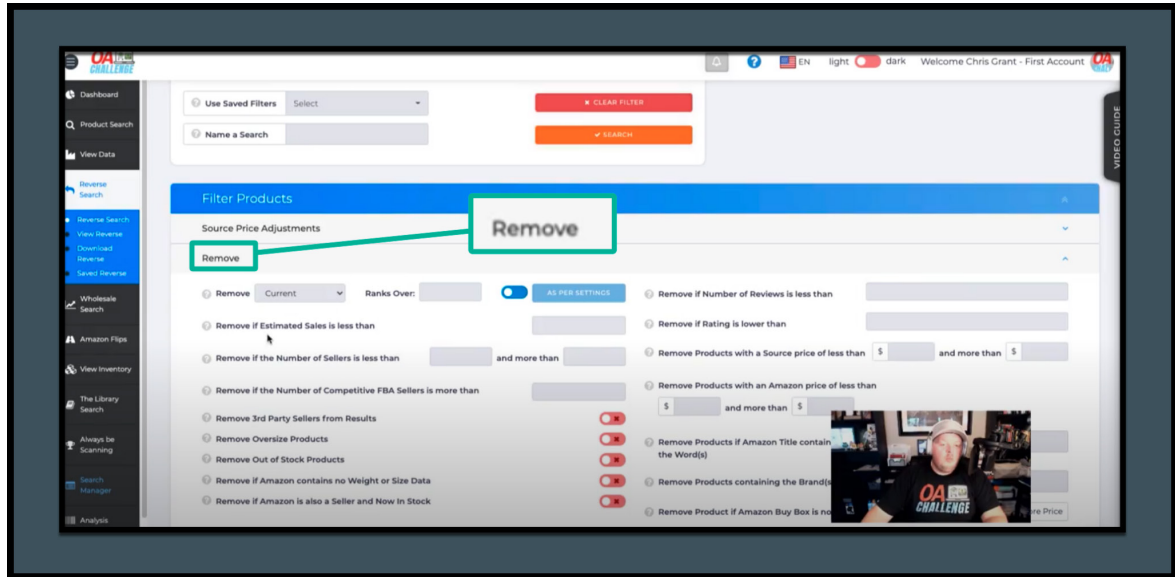 OA
CHALLENGE
EN light dark Welcome Chris Grant - First Account OA
Dashboard
Product Search
View Data
Reverse
Search
Reverse Search
View Reverse
Download
Reverse
Saved Reverse
Wholesale
Search
Amazon Flips
View Inventory
The Library
Search
Always be
Scanning
Search
Manager
Analysis
Use Saved Filters Select
CLEAR FILTER
Name a Search
SEARCH
VIDEO GUIDE
Filter Products
Source Price Adjustments
Remove
Remove
Remove Current Ranks Over: AS PER SETTINGS
Remove if Estimated Sales is less than
Remove if the Number of Sellers is less than and more than
Remove if the Number of Competitive FBA Sellers is more than
Remove 3rd Party Sellers from Results
Remove Oversize Products
Remove Out of Stock Products
Remove if Amazon contains no Weight or Size Data
Remove if Amazon is also a Seller and Now In Stock
Remove if Number of Reviews is less than
Remove if Rating is lower than
Remove Products with a Source price of less than $ and more than $
Remove Products with an Amazon price of less than
$ and more than $
Remove Products if Amazon Title contain
the Word(s)
Remove Products containing the Brand(s
Remove Product if Amazon Buy Box is no
re Price
OA
CHALLENGE